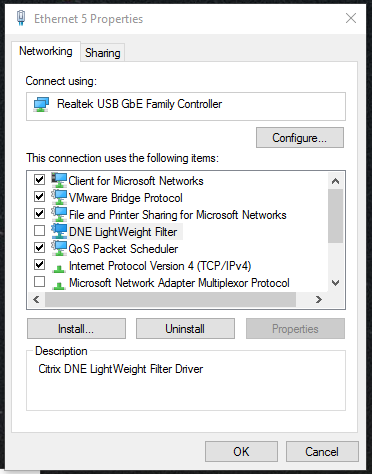 Ethernet 5 Properties
Networking
Sharing
Connect using:
Realtek USB GbE Family Controller
Configure...
This connection uses the following items:
Client for Microsoft Networks
VMware Bridge Protocol
File and Printer Sharing for Microsoft Networks
DNE LightWeight Filter
QoS Packet Scheduler
Internet Protocol Version 4 (TCP/IPv4)
Microsoft Network Adapter Multiplexor Protocol
Install...
Uninstall
Properties
Description
Citrix DNE LightWeight Filter Driver
OK
Cancel